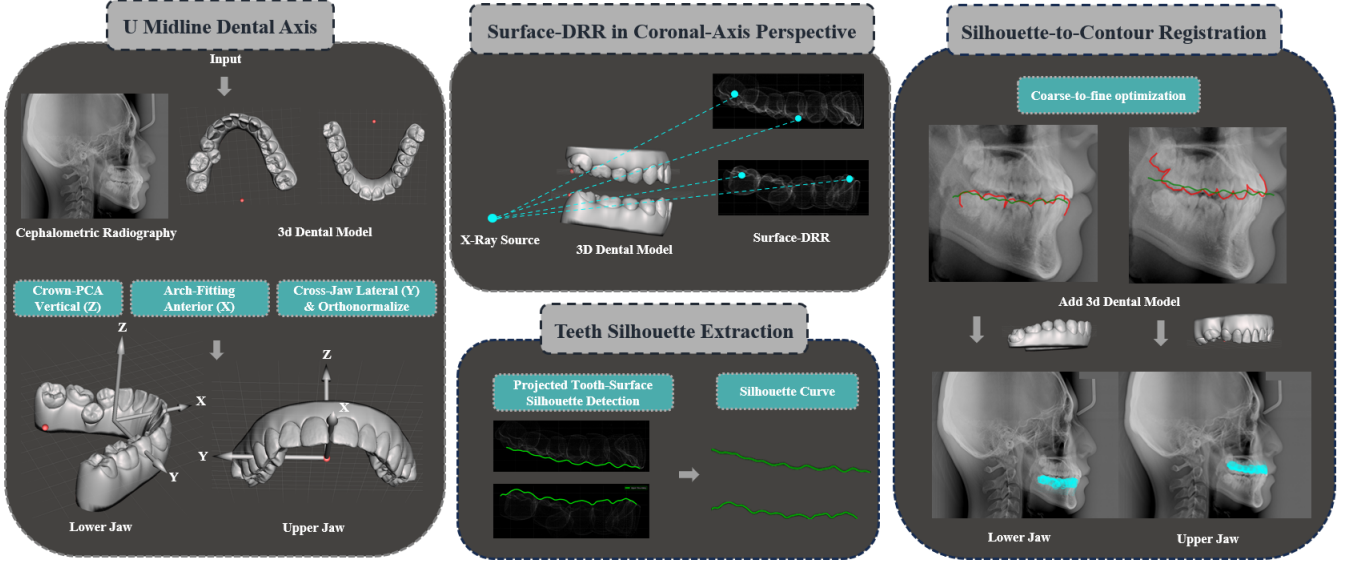 U Midline Dental Axis
Input
Cephalometric Radiography
3d Dental Model
Crown-PCA
Vertical (Z)
Arch-Fitting
Anterior (X)
Cross-Jaw Lateral (Y)
& Orthonormalize
Z
X
Y
Lower Jaw
Z
X
Y
Upper Jaw
Surface-DRR in Coronal-Axis Perspective
X-Ray Source
3D Dental Model
Surface-DRR
Teeth Silhouette Extraction
Projected Tooth-Surface
Silhouette Detection
Silhouette Curve
Silhouette-to-Contour Registration
Coarse-to-fine optimization
Add 3d Dental Model
Lower Jaw
Upper Jaw